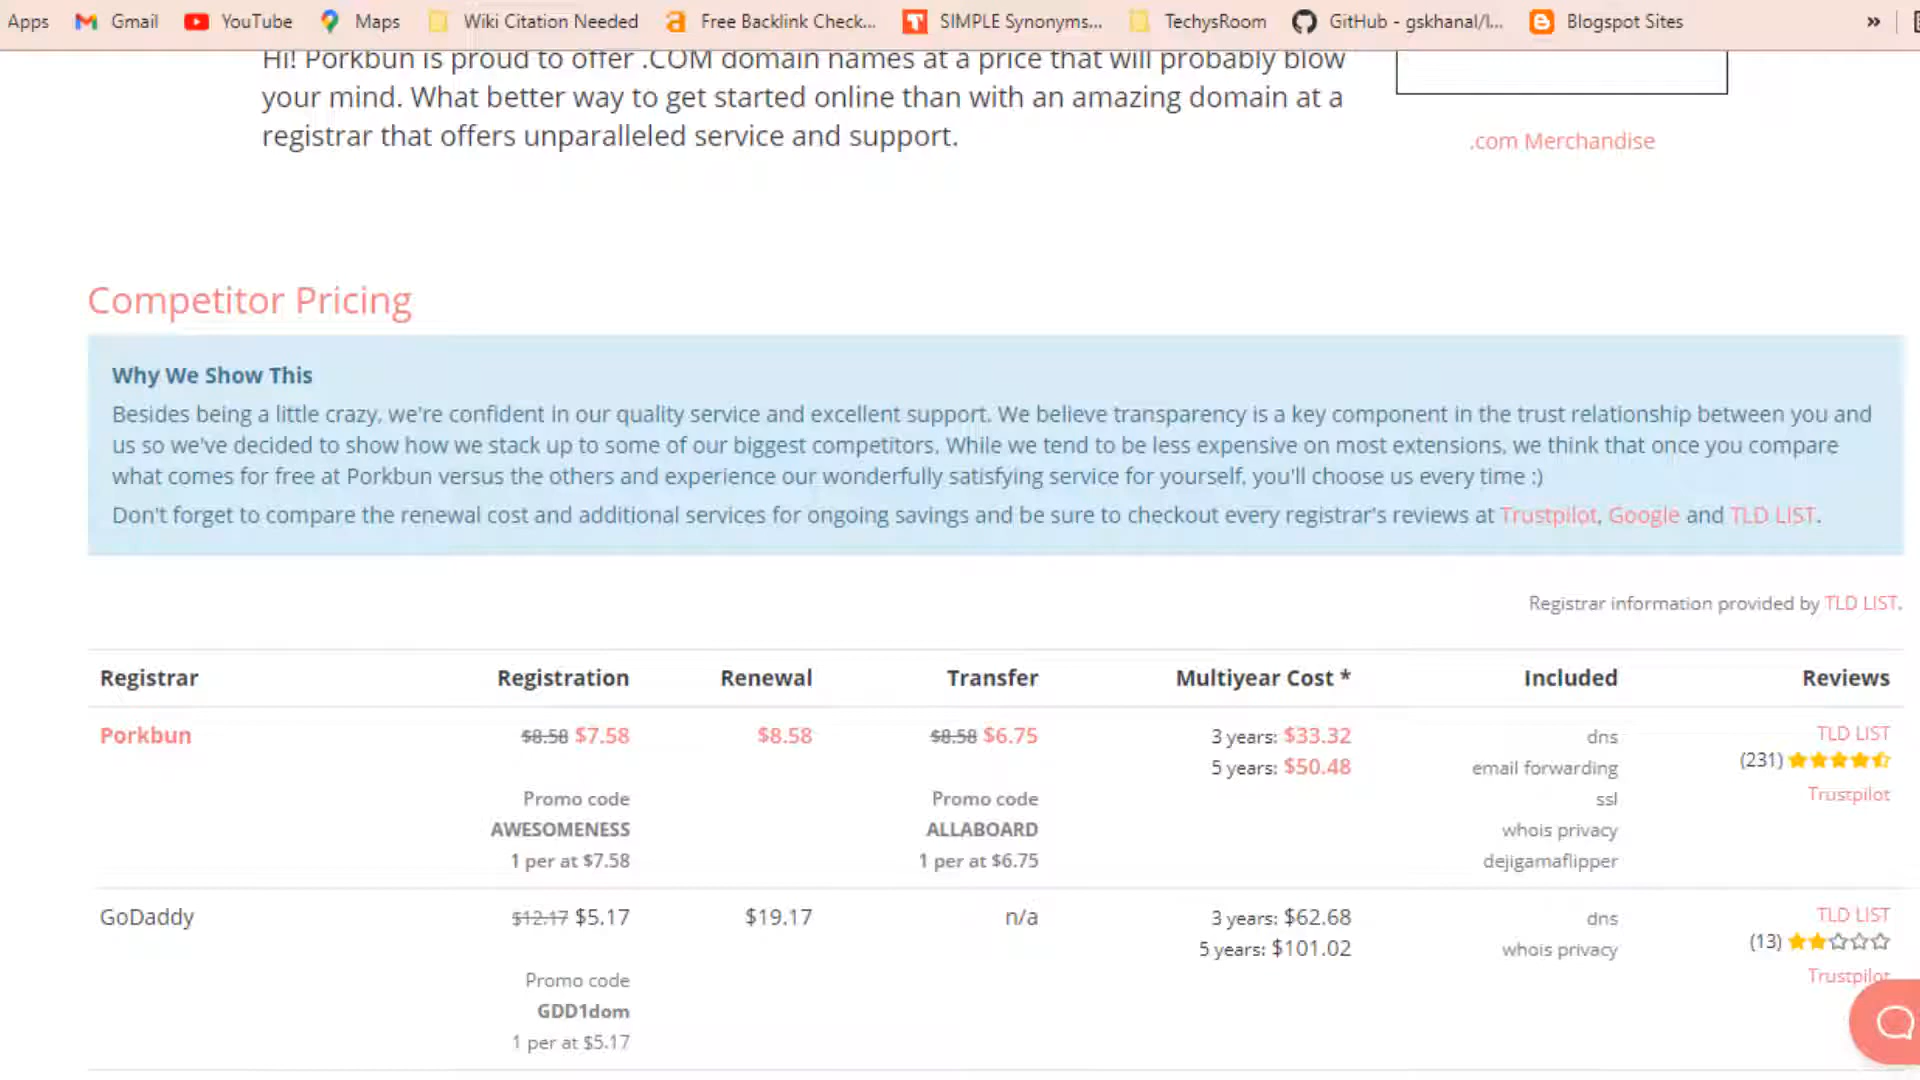 Apps Gmail YouTube Maps Wiki Citation Needed Free Backlink Check... SIMPLE Synonyms... TechysRoom GitHub - gskhanal/l... Blogspot Sites »
Hi! Porkbun is proud to offer .COM domain names at a price that will probably blow
your mind. What better way to get started online than with an amazing domain at a
registrar that offers unparalleled service and support.
.com Merchandise
Competitor Pricing
Why We Show This
Besides being a little crazy, we're confident in our quality service and excellent support. We believe transparency is a key component in the trust relationship between you and
us so we've decided to show how we stack up to some of our biggest competitors. While we tend to be less expensive on most extensions, we think that once you compare
what comes for free at Porkbun versus the others and experience our wonderfully satisfying service for yourself, you'll choose us every time :)
Don't forget to compare the renewal cost and additional services for ongoing savings and be sure to checkout every registrar's reviews at Trustpilot, Google and TLD LIST.
Registrar information provided by TLD LIST.
Registrar Registration Renewal Transfer Multiyear Cost * Included Reviews
Porkbun $8.58 $7.58 $8.58 $8.58 $6.75 3 years: $33.32 dns TLD LIST
5 years: $50.48 email forwarding (231)
Promo code Promo code ssl Trustpilot
AWESOMENESS ALLABOARD whois privacy
1 per at $7.58 1 per at $6.75 dejigamaflipper
GoDaddy $12.17 $5.17 $19.17 n/a 3 years: $62.68 dns TLD LIST
5 years: $101.02 whois privacy (13)
Promo code Trustpilot
GDD1dom
1 per at $5.17